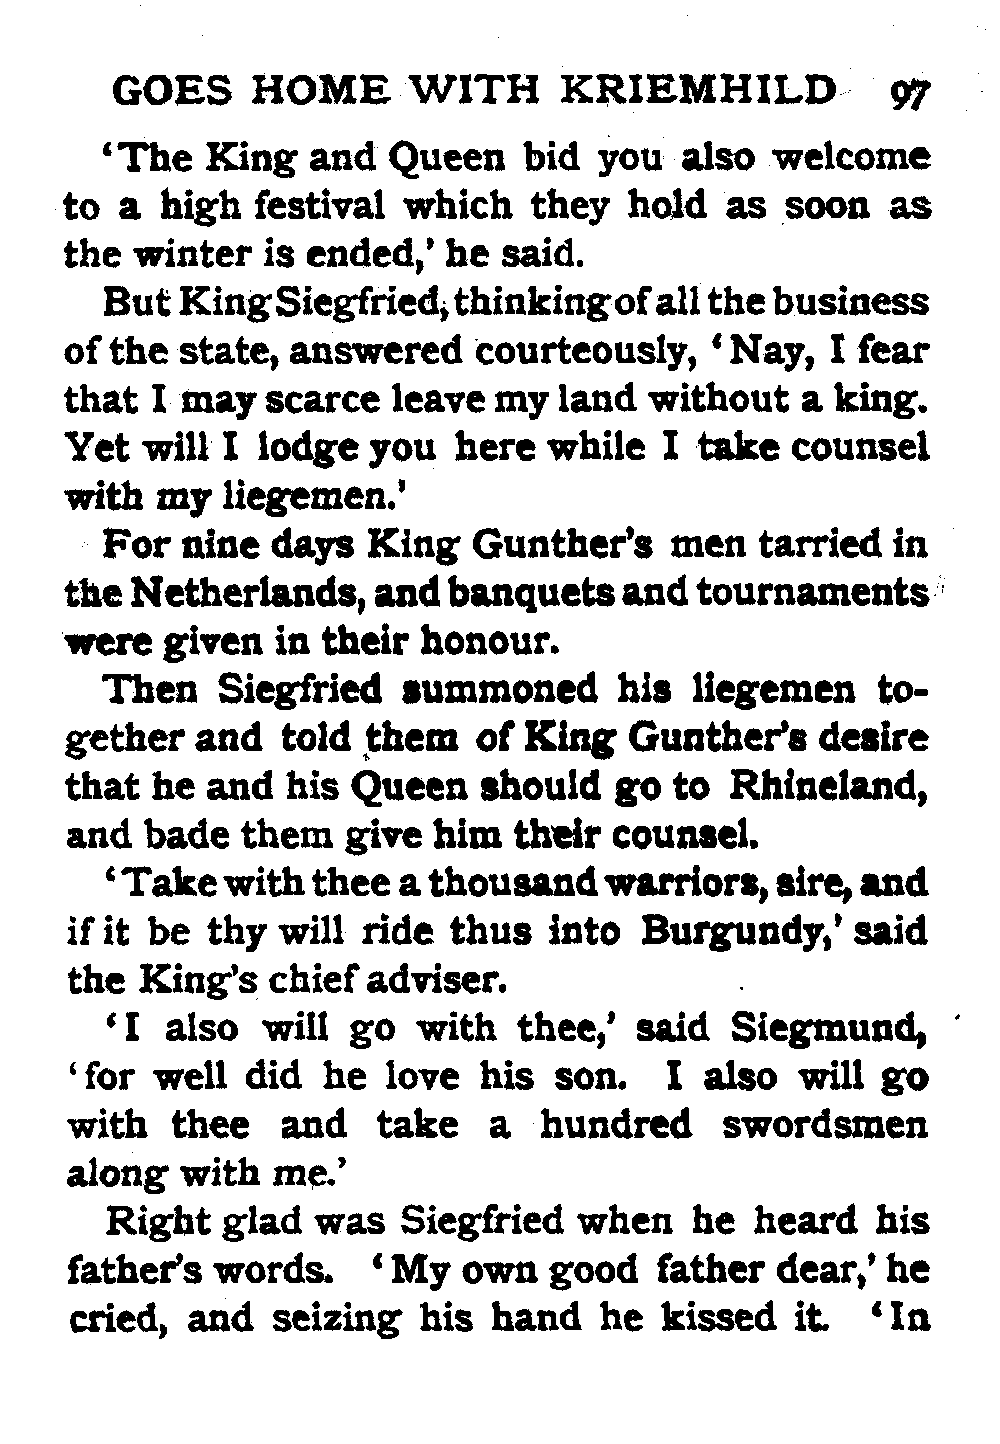 GOES HOME WITH KRIEMHILD 97
‘The King and Queen bid you also welcome
to a high festival which they hold as soon as
the winter is ended,’ he said.
But King Siegfried, thinking of all the business
of the state, answered courteously, ‘Nay, I fear
that I may scarce leave my land without a king.
Yet will I lodge you here while I take counsel
with my liegemen.’
For nine days King Gunther’s men tarried in
the Netherlands, and banquets and tournaments
were given in their honour.
Then Siegfried summoned his liegemen to-
gether and told them of King Gunther’s desire
that he and his Queen should go to Rhineland,
and bade them give him their counsel.
‘Take with thee a thousand warriors, sire, and
if it be thy will ride thus into Burgundy,’ said
the King’s chief adviser.
‘I also will go with thee,’ said Siegmund,
‘for well did he love his son. I also will go
with thee and take a hundred swordsmen
along with me.’
Right glad was Siegfried when he heard his
father’s words. ‘My own good father dear,’ he
cried, and seizing his hand he kissed it. ‘In